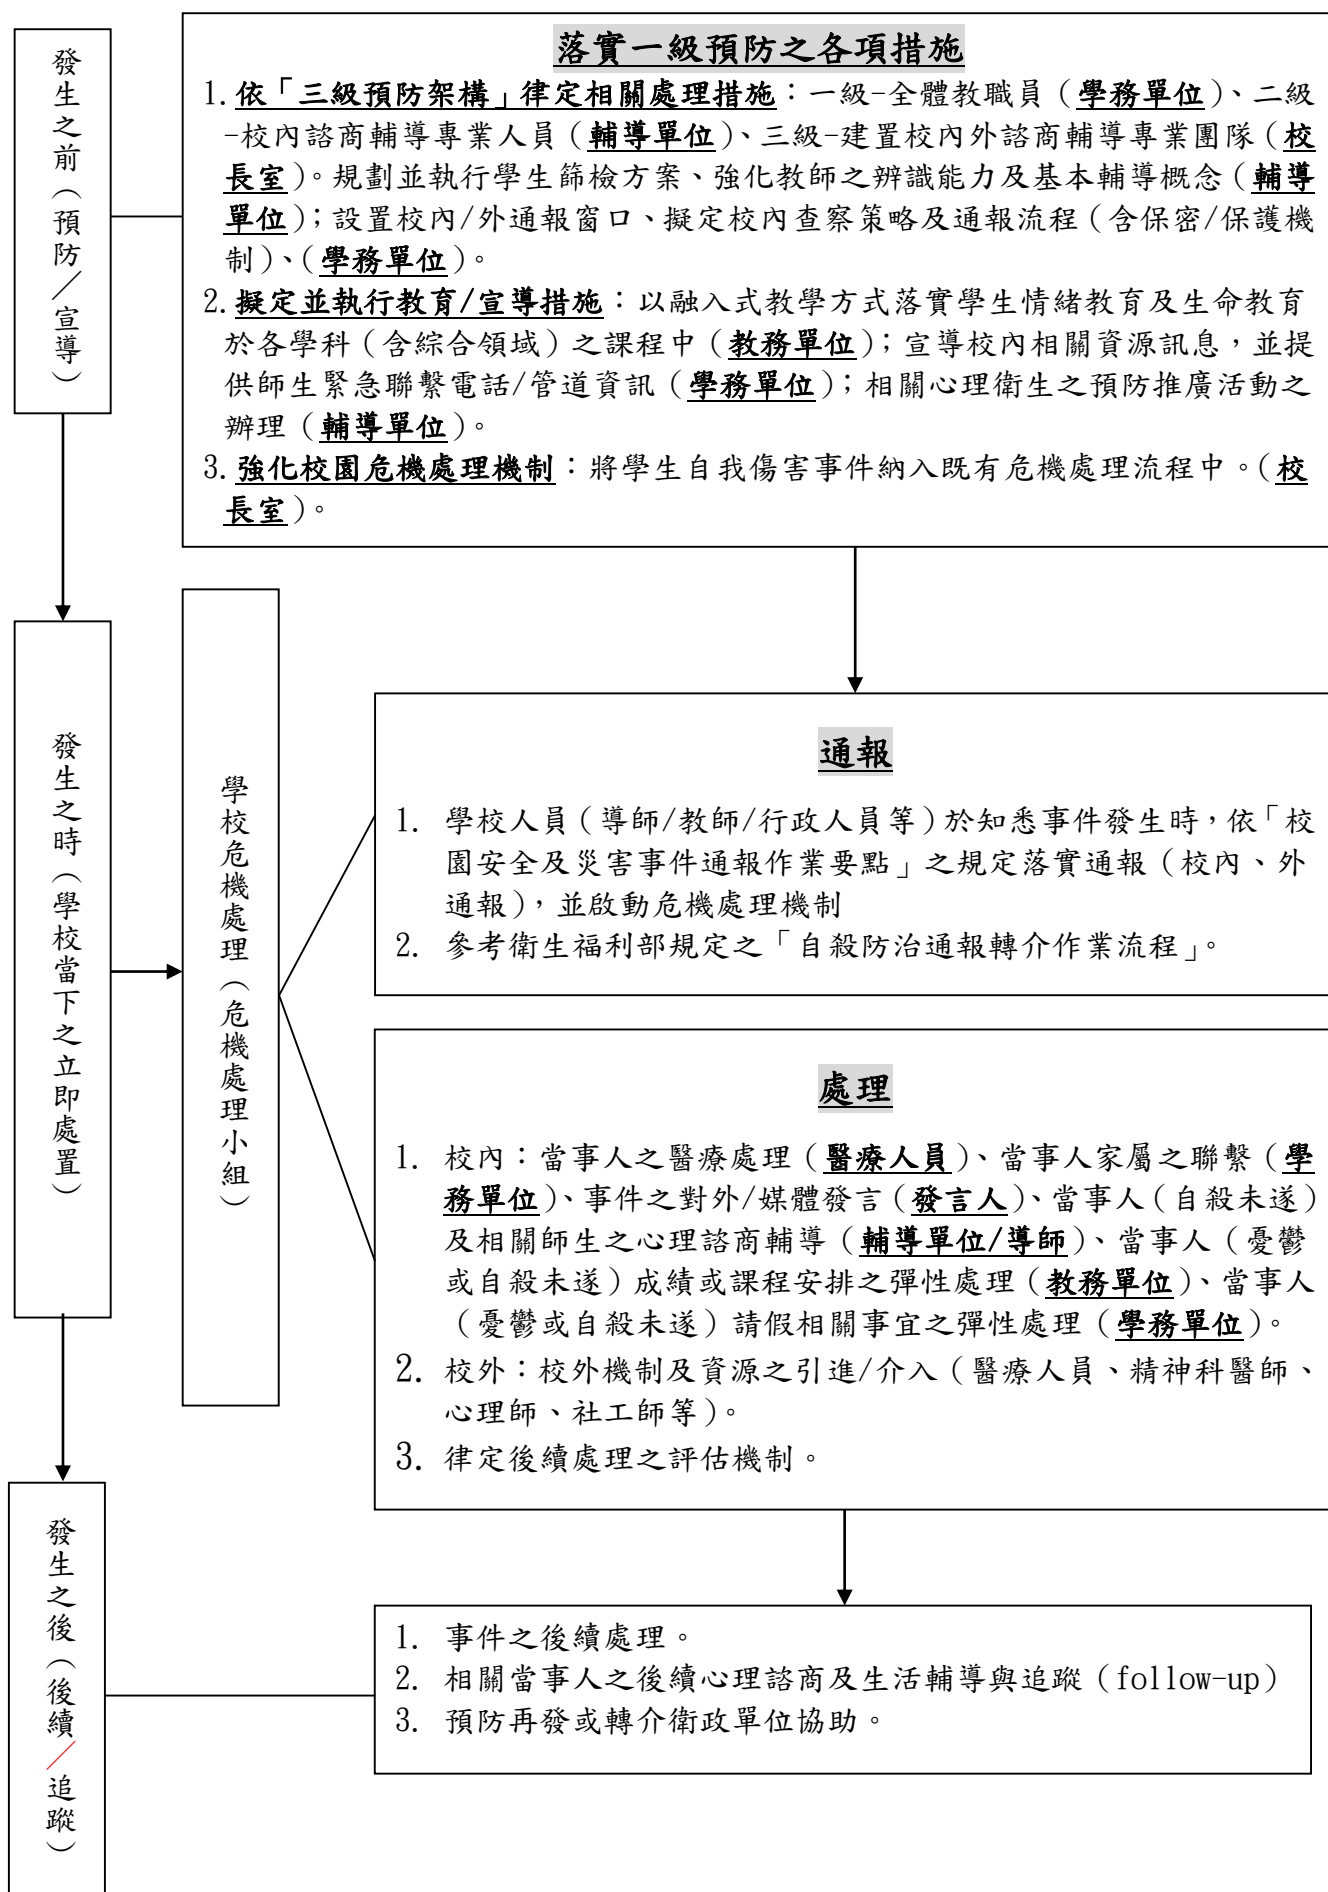 發生之前（預防／宣導）
落實一級預防之各項措施
1.依「三級預防架構」律定相關處理措施：一級-全體教職員（學務單位）、二級
-校內諮商輔導專業人員（輔導單位）、三級-建置校內外諮商輔導專業團隊（校
長室）。規劃並執行學生篩檢方案、強化教師之辨識能力及基本輔導概念（輔導
單位）；設置校內/外通報窗口、擬定校內查察策略及通報流程（含保密/保護機
制）、（學務單位）。
2.擬定並執行教育/宣導措施：以融入式教學方式落實學生情緒教育及生命教育
於各學科（含綜合領域）之課程中（教務單位）；宣導校內相關資源訊息，並提
供師生緊急聯繫電話/管道資訊（學務單位）；相關心理衛生之預防推廣活動之
辦理（輔導單位）。
3.強化校園危機處理機制：將學生自我傷害事件納入既有危機處理流程中。（校
長室）。
發生之時（學校當下之立即處置）
學校危機處理（危機處理小組）
通報
1. 學校人員（導師/教師/行政人員等）於知悉事件發生時，依「校
園安全及災害事件通報作業要點」之規定落實通報（校內、外
通報），並啟動危機處理機制
2. 參考衛生福利部規定之「自殺防治通報轉介作業流程」。
處理
1. 校內：當事人之醫療處理（醫療人員）、當事人家屬之聯繫（學
務單位）、事件之對外/媒體發言（發言人）、當事人（自殺未遂）
及相關師生之心理諮商輔導（輔導單位/導師）、當事人（憂鬱
或自殺未遂）成績或課程安排之彈性處理（教務單位）、當事人
（憂鬱或自殺未遂）請假相關事宜之彈性處理（學務單位）。
2. 校外：校外機制及資源之引進/介入（醫療人員、精神科醫師、
心理師、社工師等）。
3. 律定後續處理之評估機制。
發生之後（後續／追蹤）
1. 事件之後續處理。
2. 相關當事人之後續心理諮商及生活輔導與追蹤（follow-up）
3. 預防再發或轉介衛政單位協助。